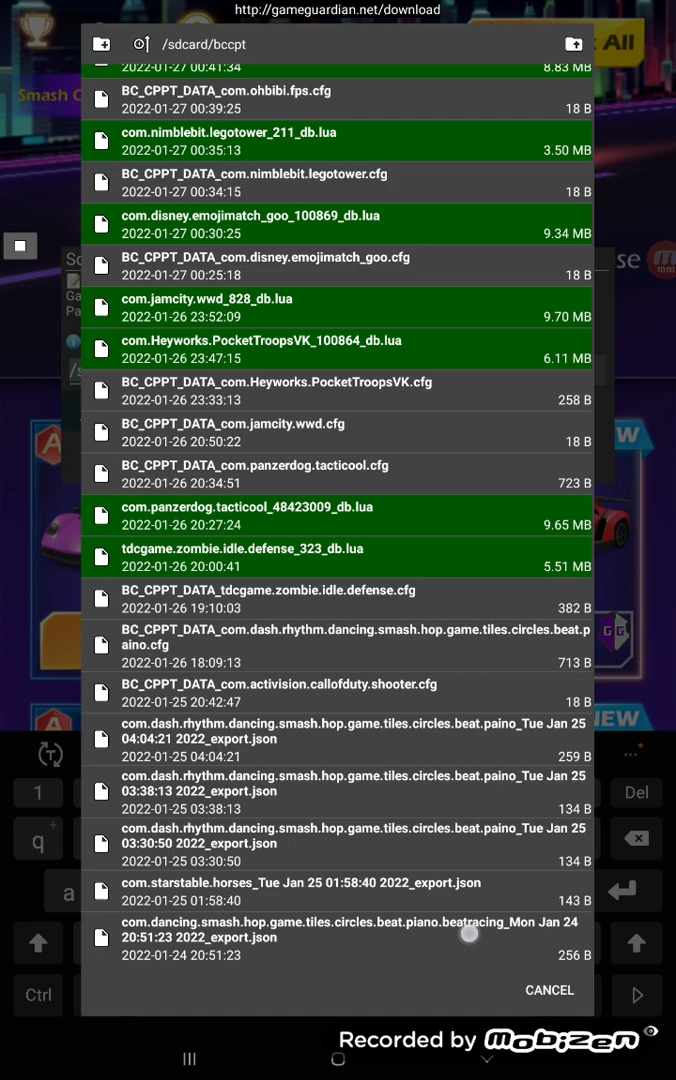 http://gameguardian.net/download
/sdcard/bccpt
All
2022-01-27 00:41:34
8.83 MB
Smash C
BC_CPPT_DATA_com.ohbibi.fps.cfg
2022-01-27 00:39:25
18 B
com.nimblebit.legotower_211_db.lua
2022-01-27 00:35:13
3.50 MB
BC_CPPT_DATA_com.nimblebit.legotower.cfg
2022-01-27 00:34:15
18 B
com.disney.emojimatch_goo_100869_db.lua
2022-01-27 00:30:25
9.34 MB
BC_CPPT_DATA_com.disney.emojimatch_goo.cfg
2022-01-27 00:25:18
18 B
Sc
se
10:00
com.jamcity.wwd_828_db.lua
2022-01-26 23:52:09
9.70 MB
Ga
Pa
com.Heyworks.PocketTroopsVK_100864_db.lua
2022-01-26 23:47:15
6.11 MB
/s
BC_CPPT_DATA_com.Heyworks.PocketTroopsVK.cfg
2022-01-26 23:33:13
258 B
BC_CPPT_DATA_com.jamcity.wwd.cfg
2022-01-26 20:50:22
18 B
A
W
BC_CPPT_DATA_com.panzerdog.tacticool.cfg
2022-01-26 20:34:51
723 B
com.panzerdog.tacticool_48423009_db.lua
2022-01-26 20:27:24
9.65 MB
tdcgame.zombie.idle.defense_323_db.lua
2022-01-26 20:00:41
5.51 MB
BC_CPPT_DATA_tdcgame.zombie.idle.defense.cfg
2022-01-26 19:10:03
382 B
BC_CPPT_DATA_com.dash.rhythm.dancing.smash.hop.game.tiles.circles.beat.p
aino.cfg
2022-01-26 18:09:13
713 B
GG
BC_CPPT_DATA_com.activision.callofduty.shooter.cfg
2022-01-25 20:42:47
18 B
A
NEW
com.dash.rhythm.dancing.smash.hop.game.tiles.circles.beat.paino_Tue Jan 25
04:04:21 2022_export.json
2022-01-25 04:04:21
259 B
T
com.dash.rhythm.dancing.smash.hop.game.tiles.circles.beat.paino_Tue Jan 25
03:38:13 2022_export.json
2022-01-25 03:38:13
134 B
1
Del
com.dash.rhythm.dancing.smash.hop.game.tiles.circles.beat.paino_Tue Jan 25
03:30:50 2022_export.json
2022-01-25 03:30:50
134 B
q
+
com.starstable.horses_Tue Jan 25 01:58:40 2022_export.json
2022-01-25 01:58:40
143 B
a
com.dancing.smash.hop.game.tiles.circles.beat.piano.beatracing_Mon Jan 24
20:51:23 2022_export.json
2022-01-24 20:51:23
256 B
Ctrl
CANCEL
Recorded by mobizen